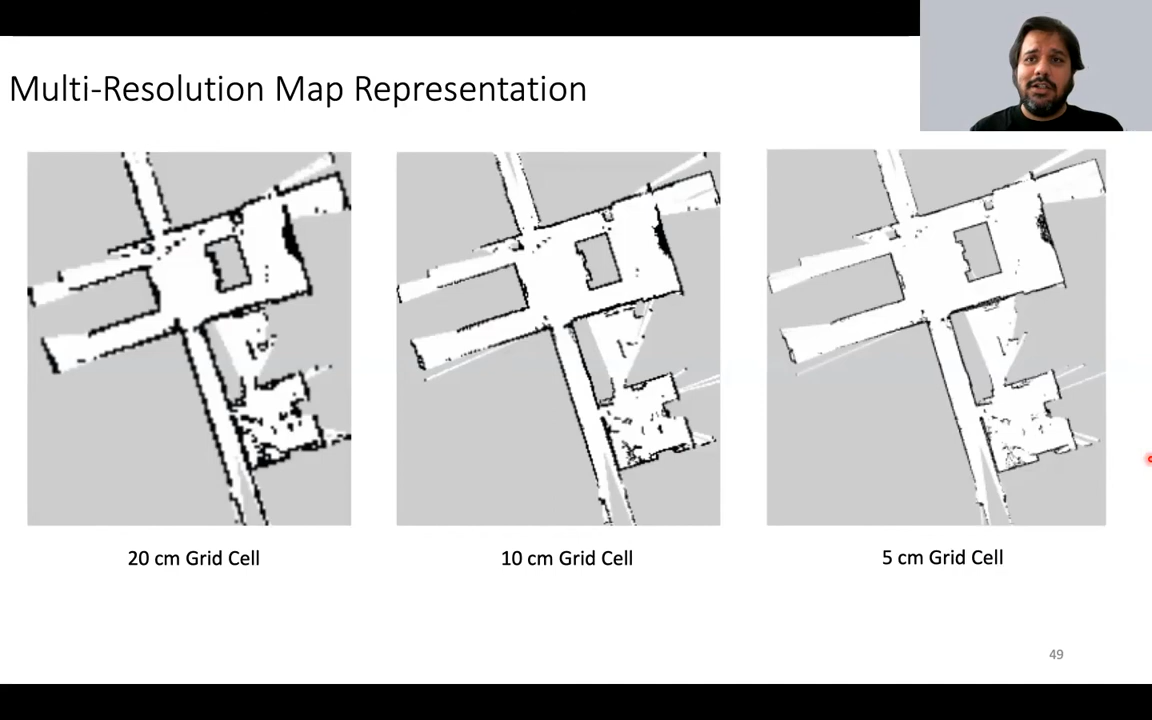 Multi-Resolution Map Representation
20 cm Grid Cell
10 cm Grid Cell
5 cm Grid Cell
49